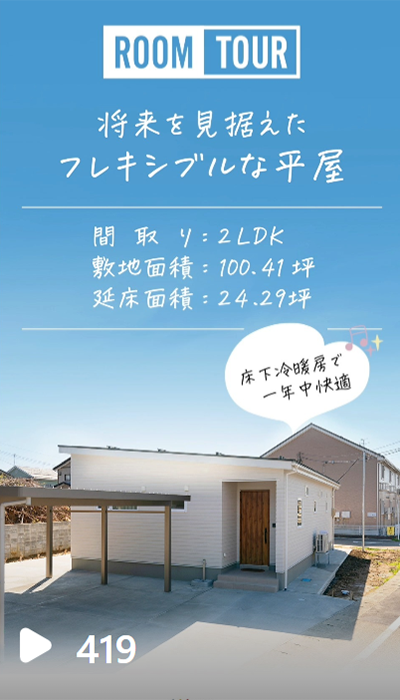 ROOM TOUR
将来を見据えた
フレキシブルな平屋
間取り：2LDK
敷地面積：100.41坪
延床面積：24.29坪
床下冷暖房で
一年中快適
419